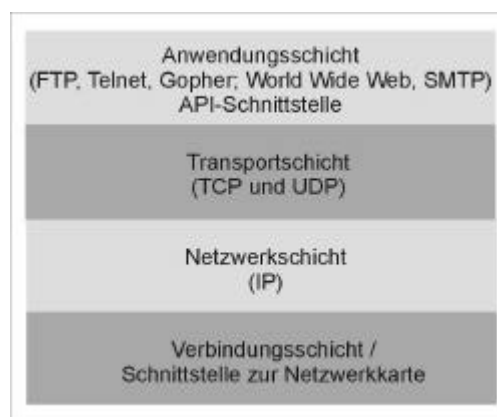 Anwendungsschicht
(FTP, Telnet, Gopher; World Wide Web, SMTP)
API-Schnittstelle
Transportschicht
(TCP und UDP)
Netzwerkschicht
(IP)
Verbindungsschicht /
Schnittstelle zur Netzwerkkarte